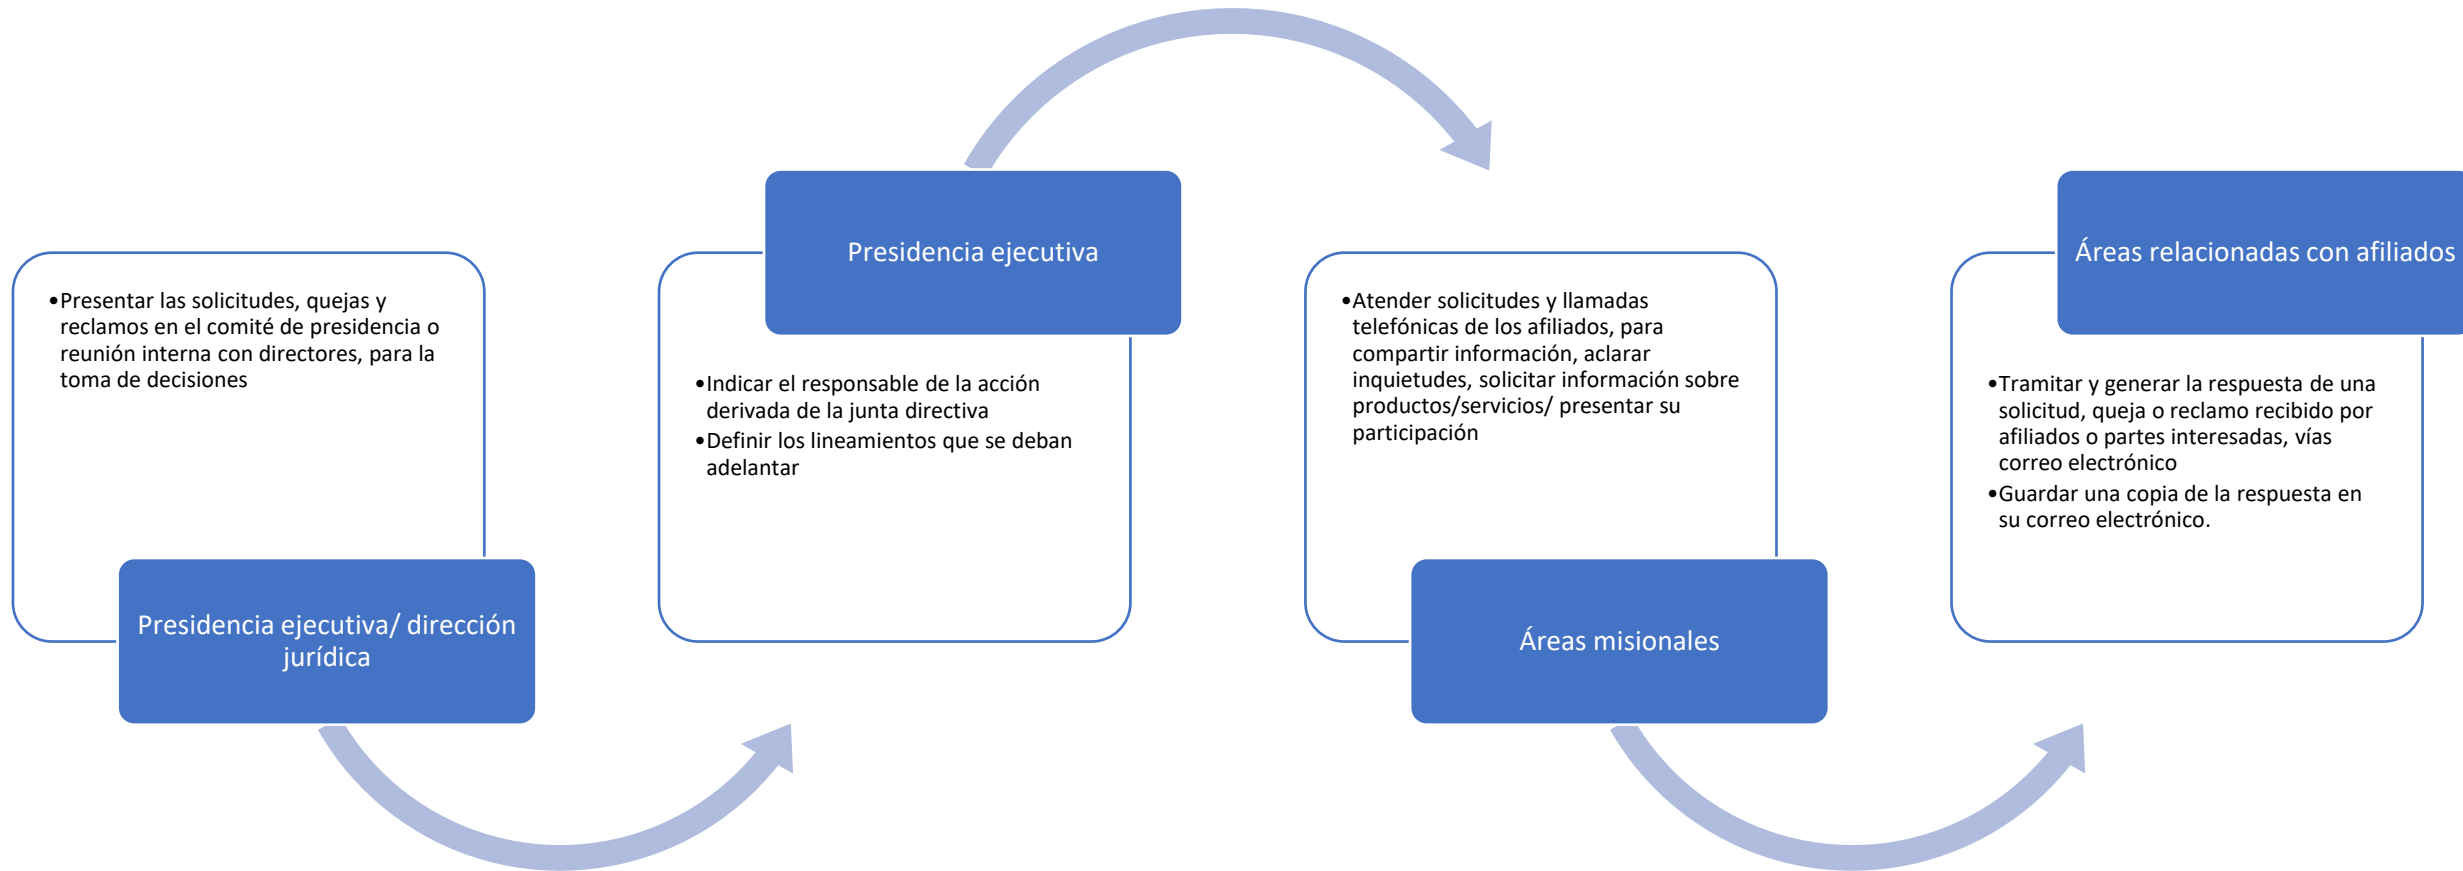 •Presentar las solicitudes, quejas y
reclamos en el comité de presidencia o
reunión interna con directores, para la
toma de decisiones
Presidencia ejecutiva/ dirección
jurídica
Presidencia ejecutiva
•Indicar el responsable de la acción
derivada de la junta directiva
•Definir los lineamientos que se deban
adelantar
•Atender solicitudes y llamadas
telefónicas de los afiliados, para
compartir información, aclarar
inquietudes, solicitar información sobre
productos/servicios/ presentar su
participación
Áreas misionales
Áreas relacionadas con afiliados
•Tramitar y generar la respuesta de una
solicitud, queja o reclamo recibido por
afiliados o partes interesadas, vías
correo electrónico
•Guardar una copia de la respuesta en
su correo electrónico.